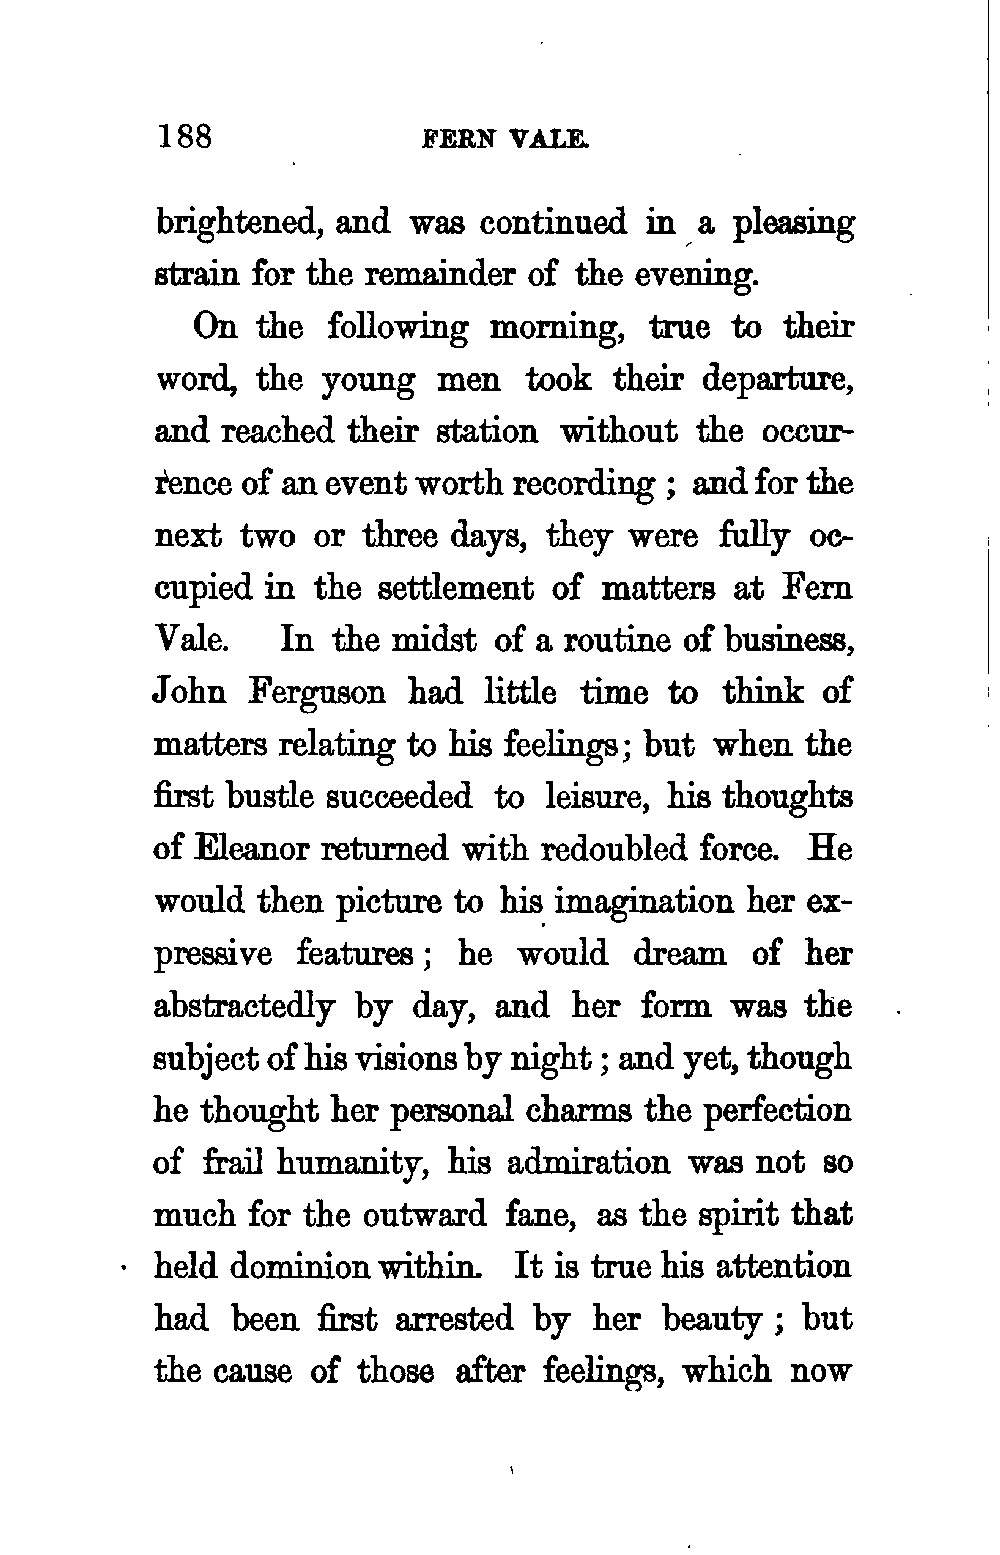 188 FERN VALE.
brightened, and was continued in a pleasing
strain for the remainder of the evening.
On the following morning, true to their
word, the young men took their departure,
and reached their station without the occur-
rence of an event worth recording ; and for the
next two or three days, they were fully oc-
cupied in the settlement of matters at Fern
Vale. In the midst of a routine of business,
John Ferguson had little time to think of
matters relating to his feelings; but when the
first bustle succeeded to leisure, his thoughts
of Eleanor returned with redoubled force. He
would then picture to his imagination her ex-
pressive features ; he would dream of her
abstractedly by day, and her form was the
subject of his visions by night ; and yet, though
he thought her personal charms the perfection
of frail humanity, his admiration was not so
much for the outward fane, as the spirit that
held dominion within. It is true his attention
had been first arrested by her beauty ; but
the cause of those after feelings, which now